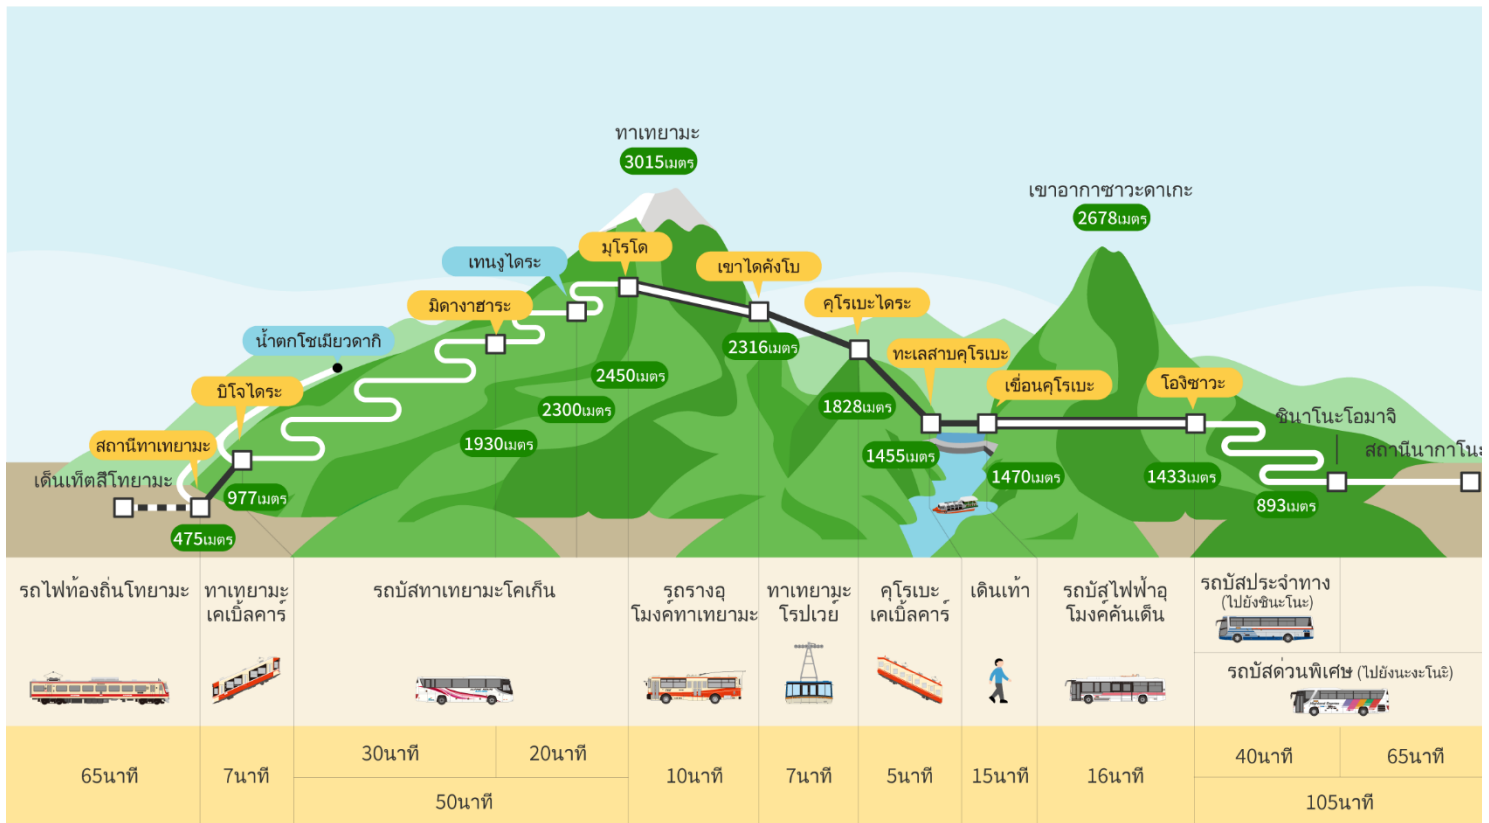 ทาเทยามะ
3015เมตร
เขาอากาซาวะดาเกะ
2678เมตร
มุโรโด
เทนงูไดระ
เขาไดคังโบ
มิดางาฮาระ
คุโรเบะไดระ
น้ำตกโชเมียวดากิ
2316เมตร
ทะเลสาบคุโรเบะ
2450เมตร
บิโจไดระ
เขื่อนคุโรเบะ
โองิซาวะ
2300เมตร
1828เมตร
ชินาโนะโอมาจิ
สถานีทาเทยามะ
1930เมตร
สถานีนากาโนะ
1455เมตร
เด็นเท็ตสึโทยามะ
1470เมตร
1433เมตร
977เมตร
893เมตร
475เมตร
รถไฟท้องถิ่นโทยามะ
ทาเทยามะ
เคเบิ้ลคาร์
รถบัสทาเทยามะโคเก็น
รถรางอุ
โมงค์ทาเทยามะ
ทาเทยามะ
โรปเวย์
คุโรเบะ
เคเบิ้ลคาร์
เดินเท้า
รถบัสไฟฟ้าอุ
โมงค์คันเด็น
รถบัสประจำทาง
(ไปยังชินะโนะ)
รถบัสด่วนพิเศษ (ไปยังนะงะโนะ)
65นาที
7นาที
30นาที
20นาที
50นาที
10นาที
7นาที
5นาที
15นาที
16นาที
40นาที
65นาที
105นาที